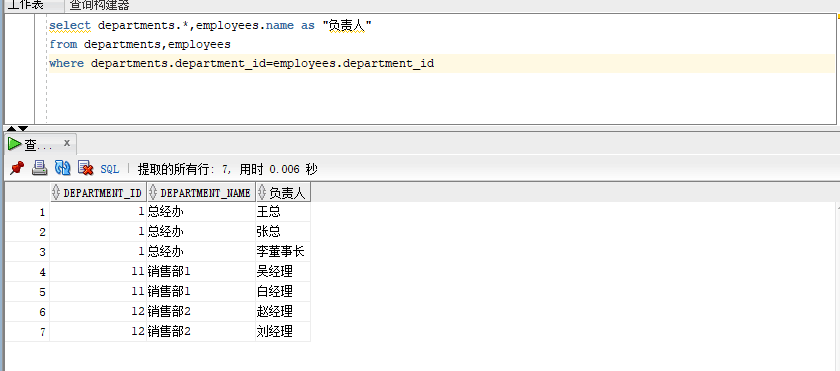 工作表 查询构建器
select departments.*,employees.name as "负责人"
from departments,employees
where departments.department_id=employees.department_id
查... x
SQL | 提取的所有行: 7, 用时 0.006 秒
DEPARTMENT_ID DEPARTMENT_NAME 负责人
1 1 总经办 王总
2 1 总经办 张总
3 1 总经办 李董事长
4 11 销售部1 吴经理
5 11 销售部1 白经理
6 12 销售部2 赵经理
7 12 销售部2 刘经理